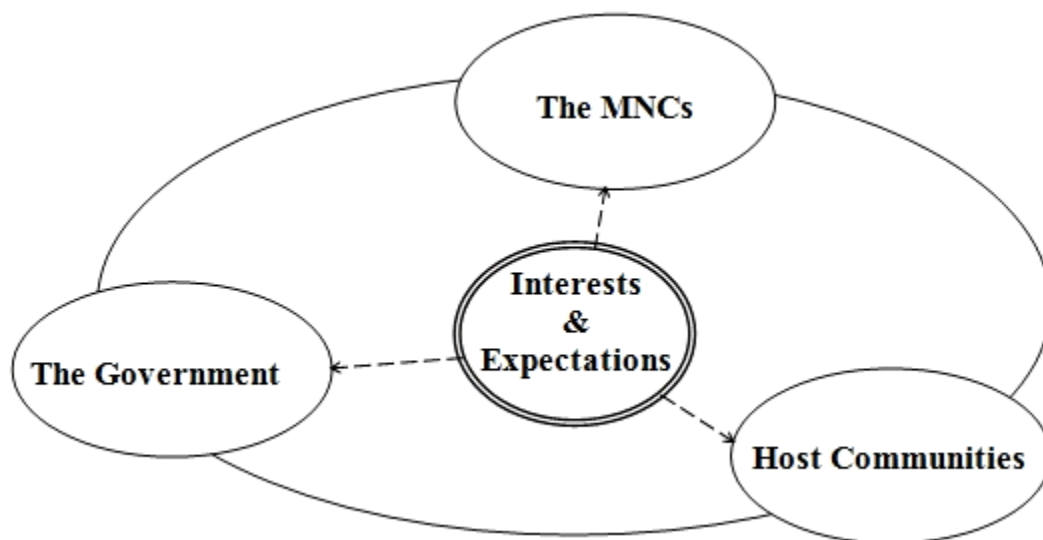 The MNCs
Interests
&
Expectations
The Government
Host Communities